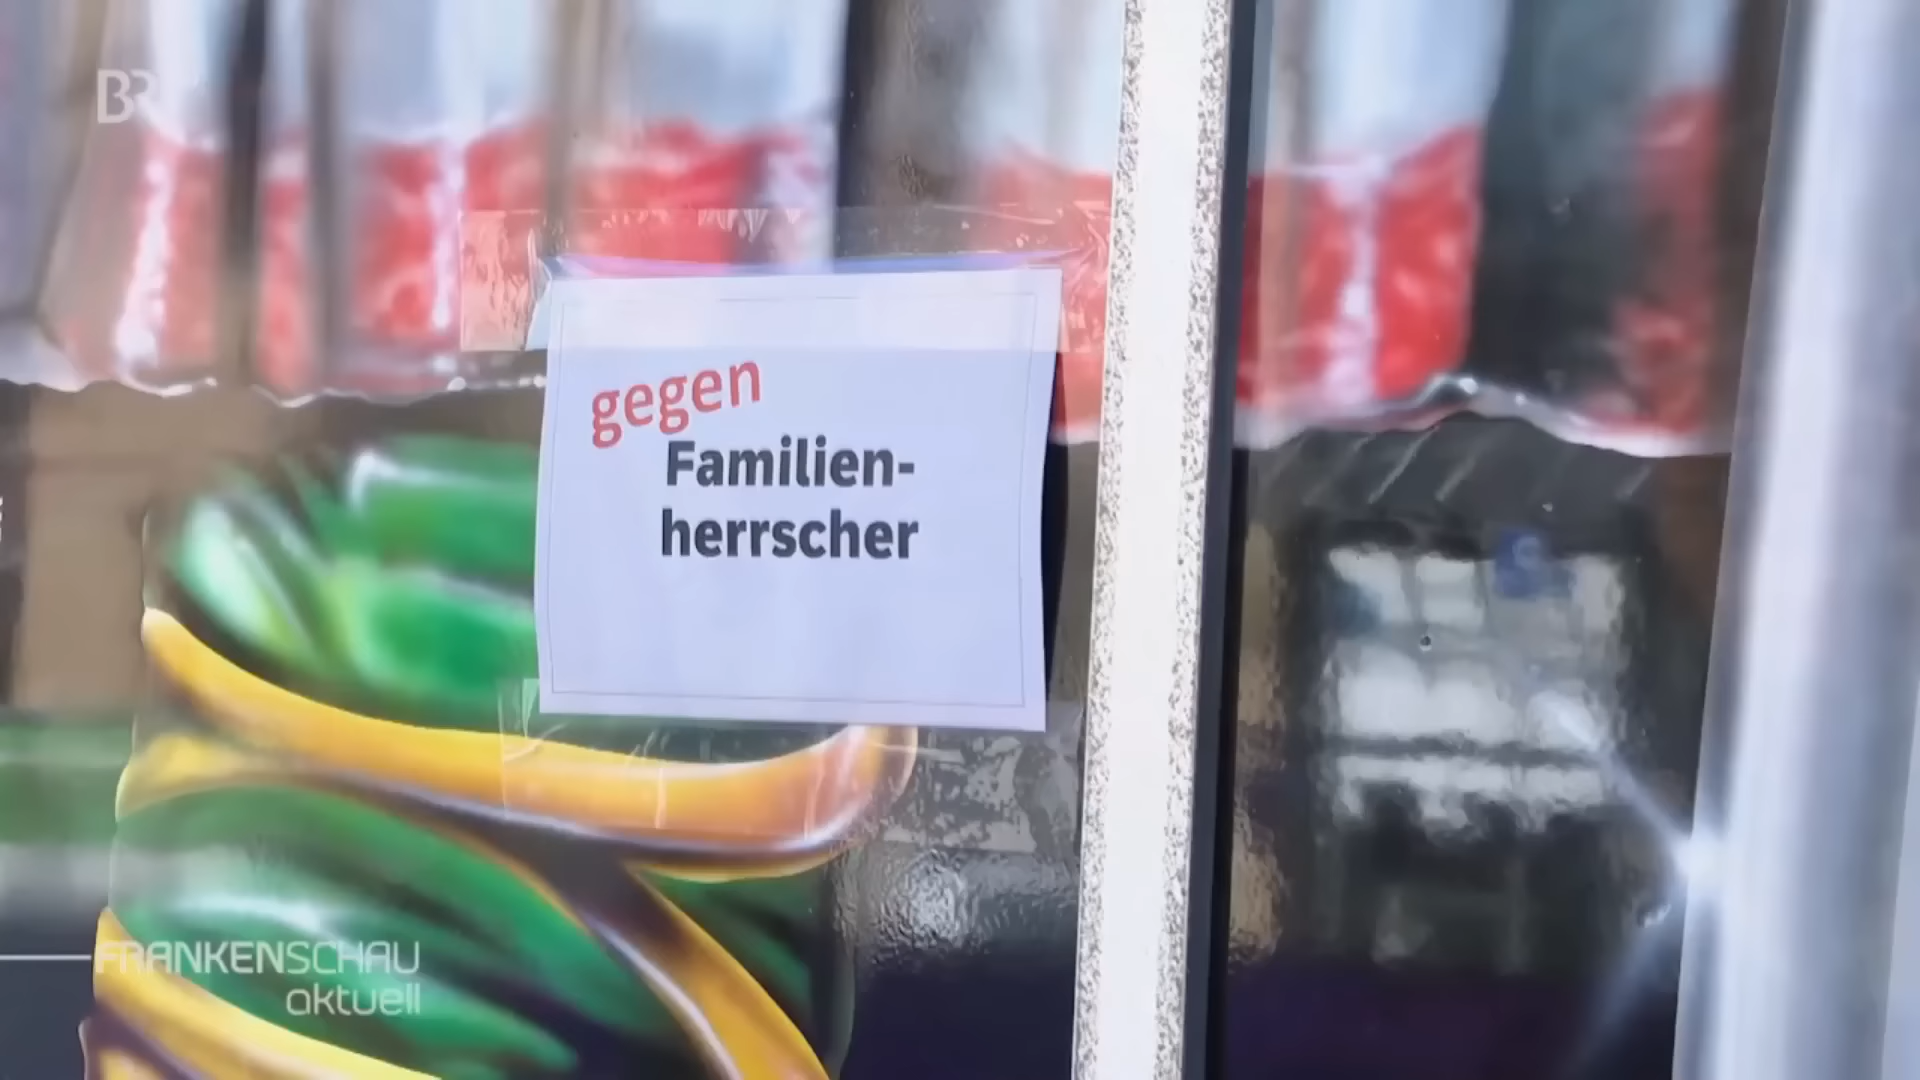 BR
gegen
Familien-
herrscher
FRANKENSCHAU
aktuell